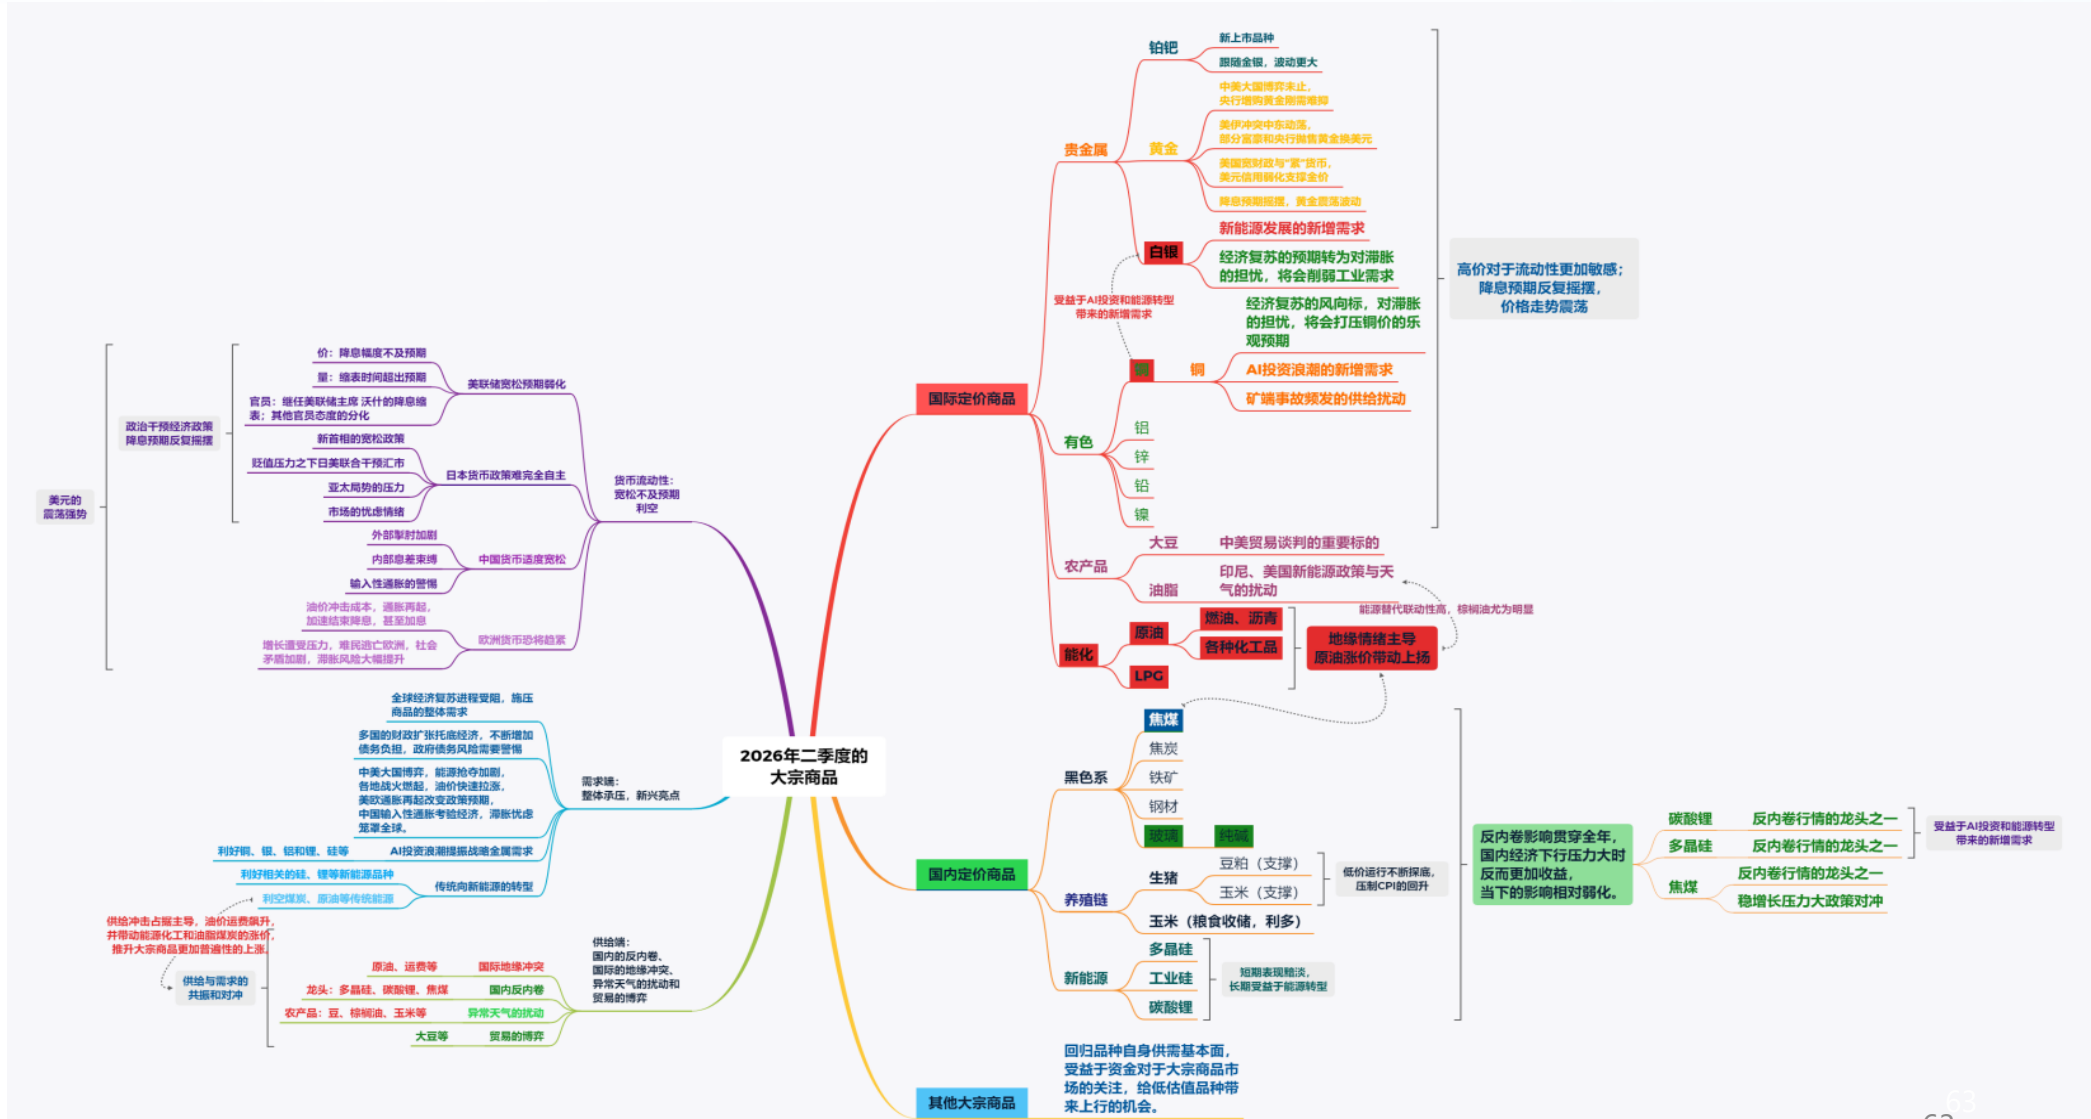 2026年二季度的
大宗商品
货币流动性：
宽松不及预期
利空
美联储宽松预期弱化
价：降息幅度不及预期
量：缩表时间超出预期
官员：继任美联储主席 沃什的降息缩
表；其他官员态度的分化
日本货币政策难完全自主
新首相的宽松政策
贬值压力之下日美联合干预汇市
亚太局势的压力
市场的忧虑情绪
政治干预经济政策
降息预期反复摇摆
中国货币适度宽松
外部掣肘加剧
内部息差束缚
输入性通胀的警惕
欧洲货币恐将趋紧
油价冲击成本，通胀再起，
加速结束降息，甚至加息
增长遭受压力，难民逃亡欧洲，社会
矛盾加剧，滞胀风险大幅提升
美元的
震荡强势
需求端：
整体承压，新兴亮点
全球经济复苏进程受阻，施压
商品的整体需求
多国的财政扩张托底经济，不断增加
债务负担，政府债务风险需要警惕
中美大国博弈，能源抢夺加剧，
各地战火燃起，油价快速拉涨，
美欧通胀再起改变政策预期，
中国输入性通胀考验经济，滞胀忧虑
笼罩全球。
AI投资浪潮提振战略金属需求
利好铜、银、铝和锂、硅等
传统向新能源的转型
利好相关的硅、锂等新能源品种
利空煤炭、原油等传统能源
供给冲击占据主导，油价运费飙升，
并带动能源化工和油脂煤炭的涨价，
推升大宗商品更加普遍性的上涨。
供给与需求的
共振和对冲
供给端：
国内的反内卷、
国际的地缘冲突、
异常天气的扰动和
贸易的博弈
国际地缘冲突
原油、运费等
国内反内卷
龙头：多晶硅、碳酸锂、焦煤
异常天气的扰动
农产品：豆、棕榈油、玉米等
贸易的博弈
大豆等
国际定价商品
贵金属
铂钯
新上市品种
跟随金银，波动更大
黄金
中美大国博弈未止，
央行增购黄金刚需难抑
美伊冲突中东动荡，
部分富豪和央行抛售黄金换美元
美国宽财政与“紧”货币，
美元信用弱化支撑金价
降息预期摇摆，黄金震荡波动
白银
新能源发展的新增需求
经济复苏的预期转为对滞胀
的担忧，将会削弱工业需求
受益于AI投资和能源转型
带来的新增需求
有色
铜
铜
经济复苏的风向标，对滞胀
的担忧，将会打压铜价的乐
观预期
AI投资浪潮的新增需求
矿端事故频发的供给扰动
铝
锌
铅
镍
高价对于流动性更加敏感；
降息预期反复摇摆，
价格走势震荡
农产品
大豆
中美贸易谈判的重要标的
油脂
印尼、美国新能源政策与天
气的扰动
能源替代联动性高，棕榈油尤为明显
能化
原油
燃油、沥青
各种化工品
LPG
地缘情绪主导
原油涨价带动上扬
国内定价商品
黑色系
焦煤
焦炭
铁矿
钢材
玻璃
纯碱
养殖链
生猪
豆粕（支撑）
玉米（支撑）
低价运行不断探底，
压制CPI的回升
玉米（粮食收储，利多）
新能源
多晶硅
工业硅
碳酸锂
短期表现黯淡，
长期受益于能源转型
反内卷影响贯穿全年，
国内经济下行压力大时
反而更加收益，
当下的影响相对弱化。
碳酸锂
反内卷行情的龙头之一
多晶硅
反内卷行情的龙头之一
焦煤
反内卷行情的龙头之一
稳增长压力大政策对冲
受益于AI投资和能源转型
带来的新增需求
其他大宗商品
回归品种自身供需基本面，
受益于资金对于大宗商品市
场的关注，给低估值品种带
来上行的机会。
63